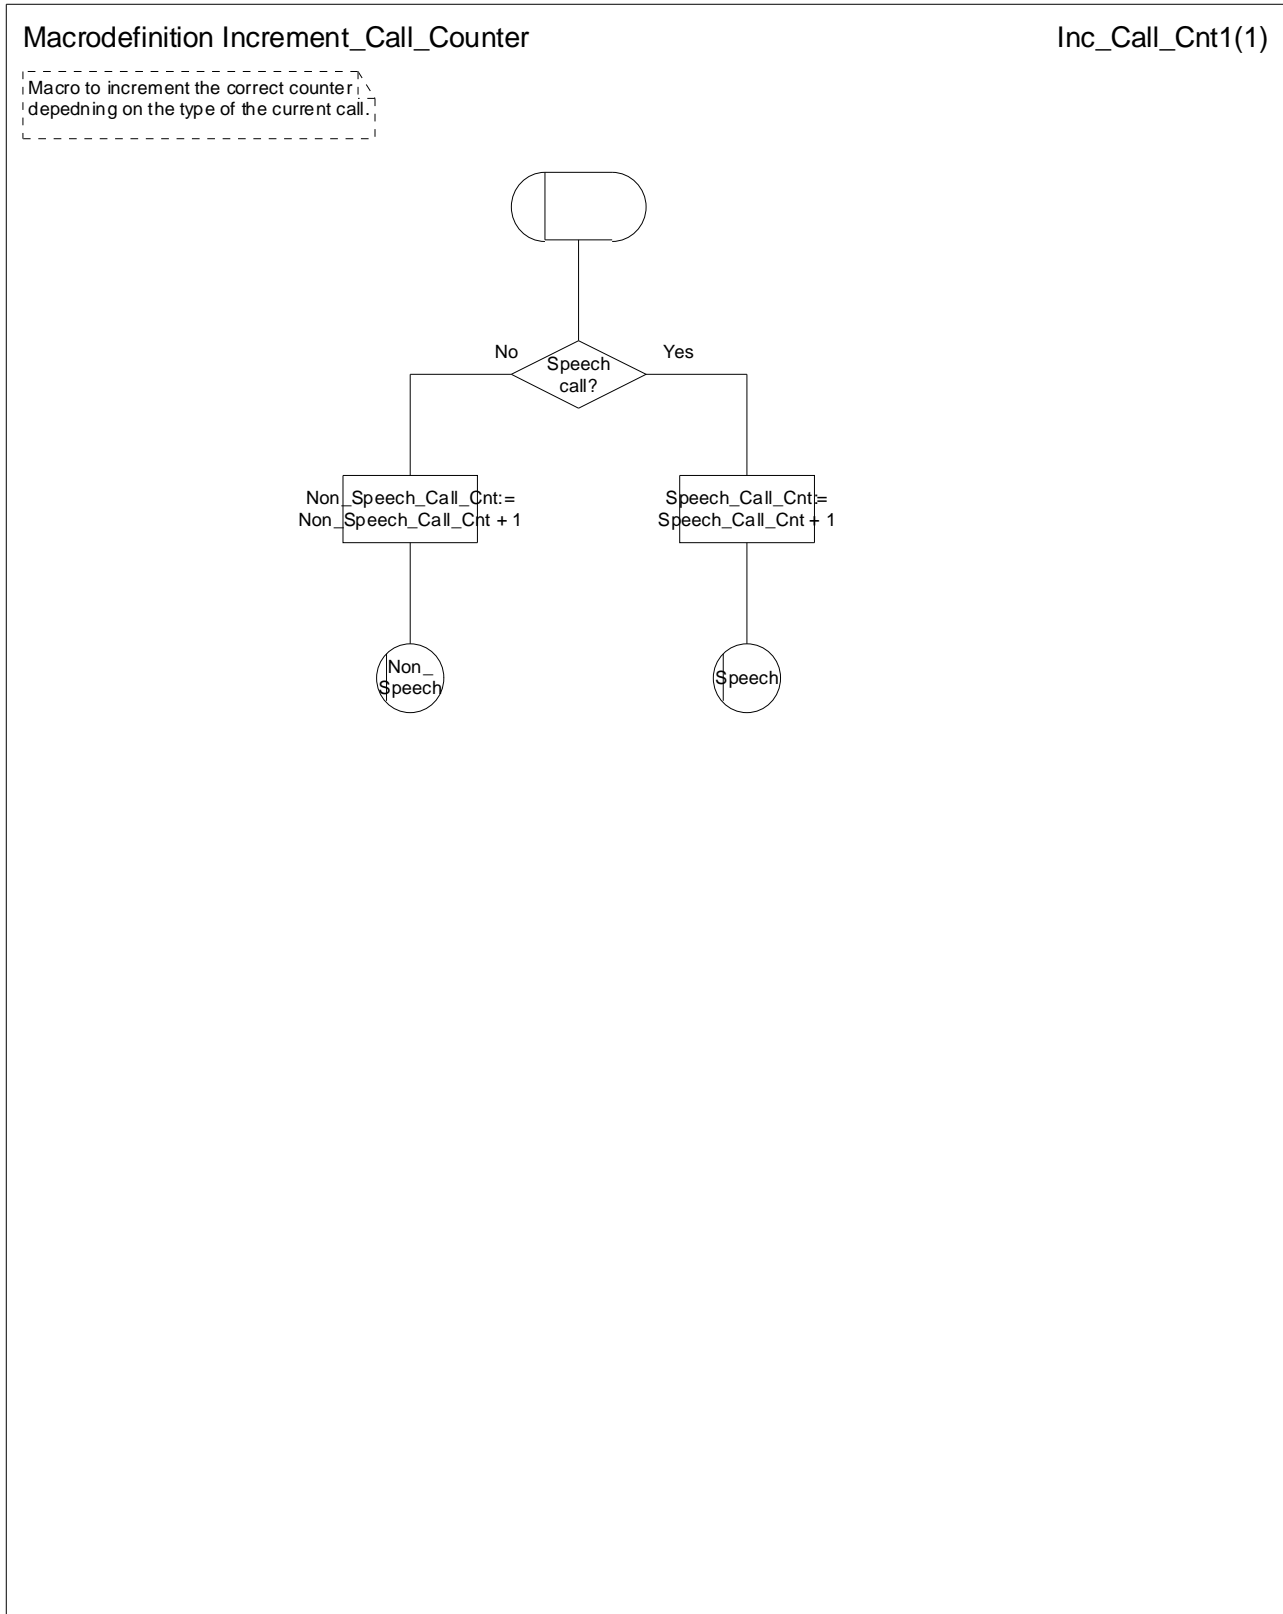 Macrodefinition Increment_Call_Counter
Inc_Call_Cnt1(1)
Macro to increment the correct counter
depedning on the type of the current call.
No
Yes
Speech
call?
Non_Speech_Call_Cnt:=
Non_Speech_Call_Cnt + 1
Speech_Call_Cnt:=
Speech_Call_Cnt + 1
Non_
Speech
Speech